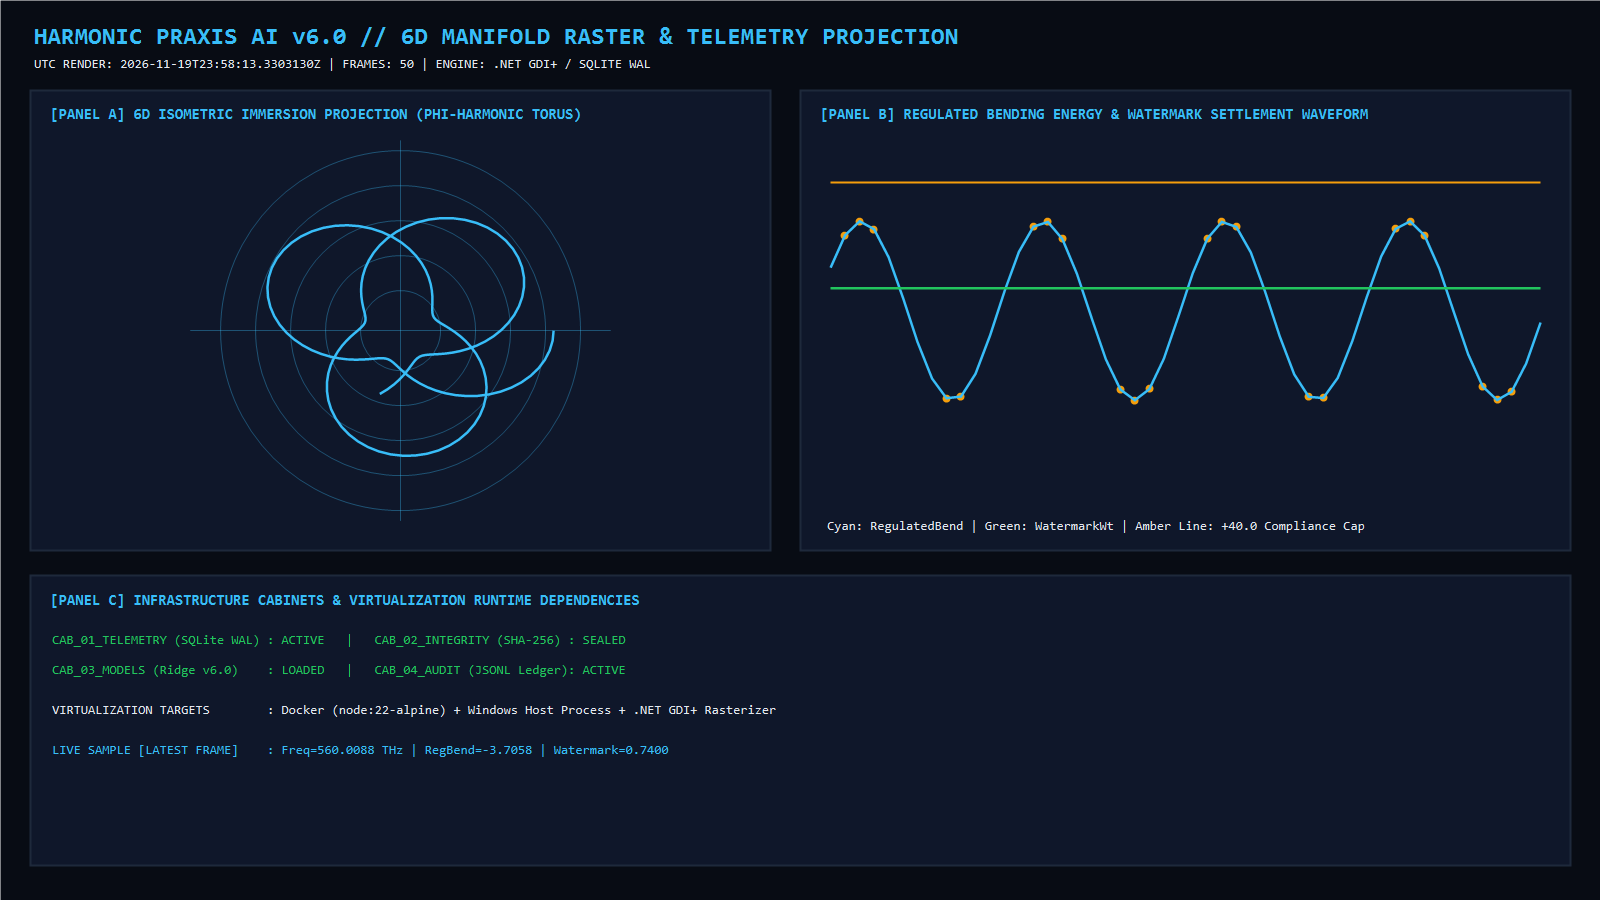 HARMONIC PRAXIS AI v6.0 // 6D MANIFOLD RASTER & TELEMETRY PROJECTION
UTC RENDER: 2026-11-19T23:58:13.3303130Z | FRAMES: 50 | ENGINE: .NET GDI+ / SQLITE WAL
[PANEL A] 6D ISOMETRIC IMMERSION PROJECTION (PHI-HARMONIC TORUS)
[PANEL B] REGULATED BENDING ENERGY & WATERMARK SETTLEMENT WAVEFORM
Cyan: RegulatedBend | Green: WatermarkWt | Amber Line: +40.0 Compliance Cap
[PANEL C] INFRASTRUCTURE CABINETS & VIRTUALIZATION RUNTIME DEPENDENCIES
CAB_01_TELEMETRY (SQLite WAL) : ACTIVE | CAB_02_INTEGRITY (SHA-256) : SEALED
CAB_03_MODELS (Ridge v6.0) : LOADED | CAB_04_AUDIT (JSONL Ledger): ACTIVE
VIRTUALIZATION TARGETS : Docker (node:22-alpine) + Windows Host Process + .NET GDI+ Rasterizer
LIVE SAMPLE [LATEST FRAME] : Freq=560.0088 THz | RegBend=-3.7058 | Watermark=0.7400